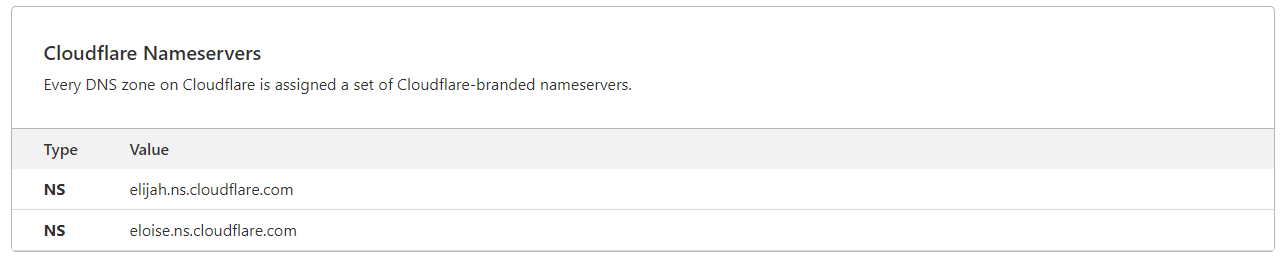 Cloudflare Nameservers
Every DNS zone on Cloudflare is assigned a set of Cloudflare-branded nameservers.
Type Value
NS elijah.ns.cloudflare.com
NS eloise.ns.cloudflare.com